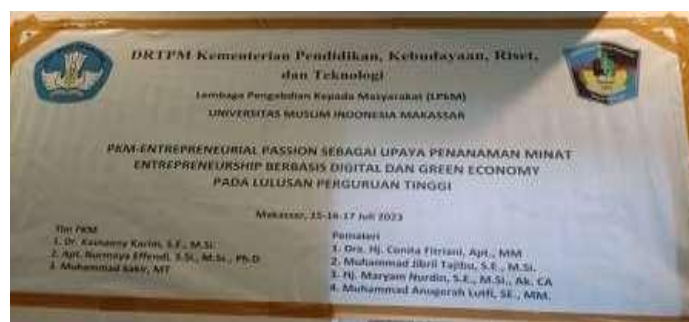 DRTPM Kementerian Pendidikan, Kebudayaan, Riset,
dan Teknologi
Lembaga Pengabdian Kepada Masyarakat (LPkM)
UNIVERSITAS MUSLIM INDONESIA MAKASSAR
PKM-ENTREPRENEURIAL PASSION SEBAGAI UPAYA PENANAMAN MINAT
ENTREPRENEURSHIP BERBASIS DIGITAL DAN GREEN ECONOMY
PADA LULUSAN PERGURUAN TINGGI
Makassar, 15-16-17 Juli 2023
Tim PKM
1. Dr. Karim, S.E., M.Si.
2. Apt. Nurmaya Effendi, S.Si., M.Sc., Ph.D
3. Muhammad Sakir, MT
Pemateri
1. Dra. Hj. Conita Fitriani, Apt., MM
2. Muhammad Jibril Tajibu, S.E., M.Si.
3. Hj. Maryam Nurdin, S.E., M.Si., Ak, CA
4. Muhammad Anugerah Lutfi, SE., MM.